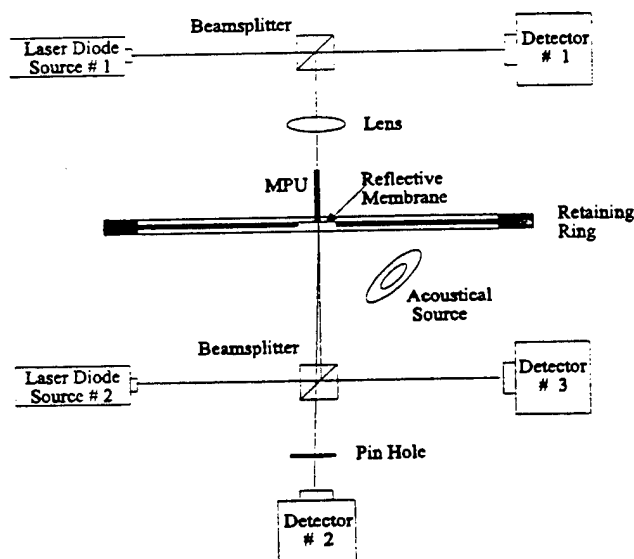 Beamsplitter
Laser Diode
Source # 1
Detector
# 1
Lens
MPU
Reflective
Membrane
Retaining
Ring
Acoustical
Source
Beamsplitter
Laser Diode
Source # 2
Detector
# 3
Pin Hole
Detector
# 2